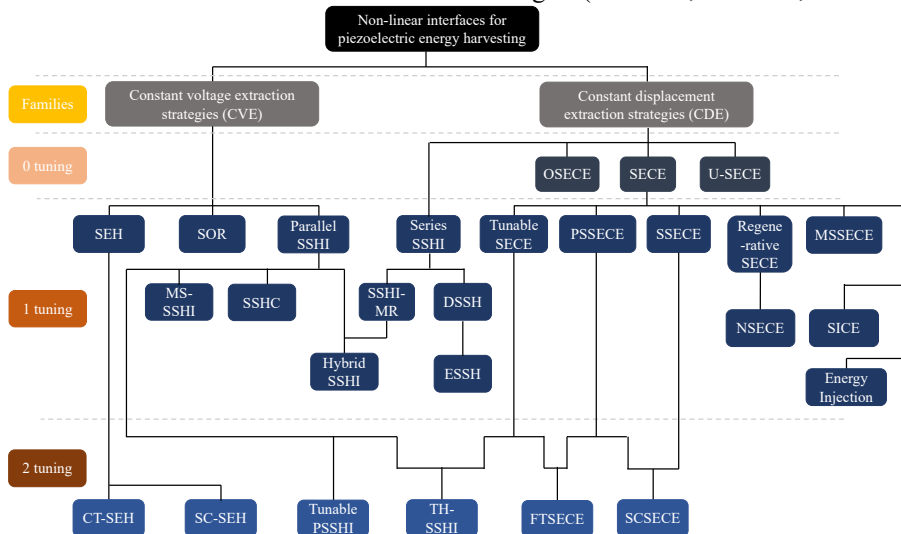 Non-linear interfaces for
piezoelectric energy harvesting
Families
Constant voltage extraction
strategies (CVE)
Constant displacement
extraction strategies (CDE)
0 tuning
OSECE
SECE
U-SECE
SEH
SOR
Parallel
SSHI
Series
SSHI
Tunable
SECE
PSSECE
SSECE
Regene
-rative
SECE
MSSECE
1 tuning
MS-
SSHI
SSHC
SSHI-
MR
DSSH
NSECE
SICE
Hybrid
SSHI
ESSH
Energy
Injection
2 tuning
CT-SEH
SC-SEH
Tunable
PSSHI
TH-
SSHI
FTSECE
SCSECE